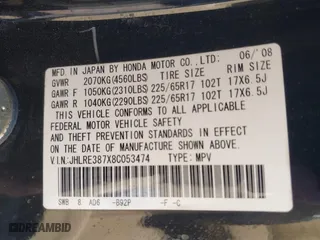 MFD. IN JAPAN BY HONDA MOTOR CO., LTD. 06/'08
GVWR 2070KG(4560LBS) TIRE SIZE RIM SIZE
GAWR F 1050KG(2310LBS) 225/65R17 102T 17X6.5J
GAWR R 1040KG(2290LBS) 225/65R17 102T 17X6.5J
THIS VEHICLE CONFORMS TO ALL APPLICABLE
FEDERAL MOTOR VEHICLE SAFETY
AND THEFT PREVENTION STANDARDS IN EFFECT
ON THE DATE OF MANUFACTURE SHOWN ABOVE.
V.I.N:JHLRE387X8C053474 TYPE: MPV
SWB 8 AD6 -B92P -F -C